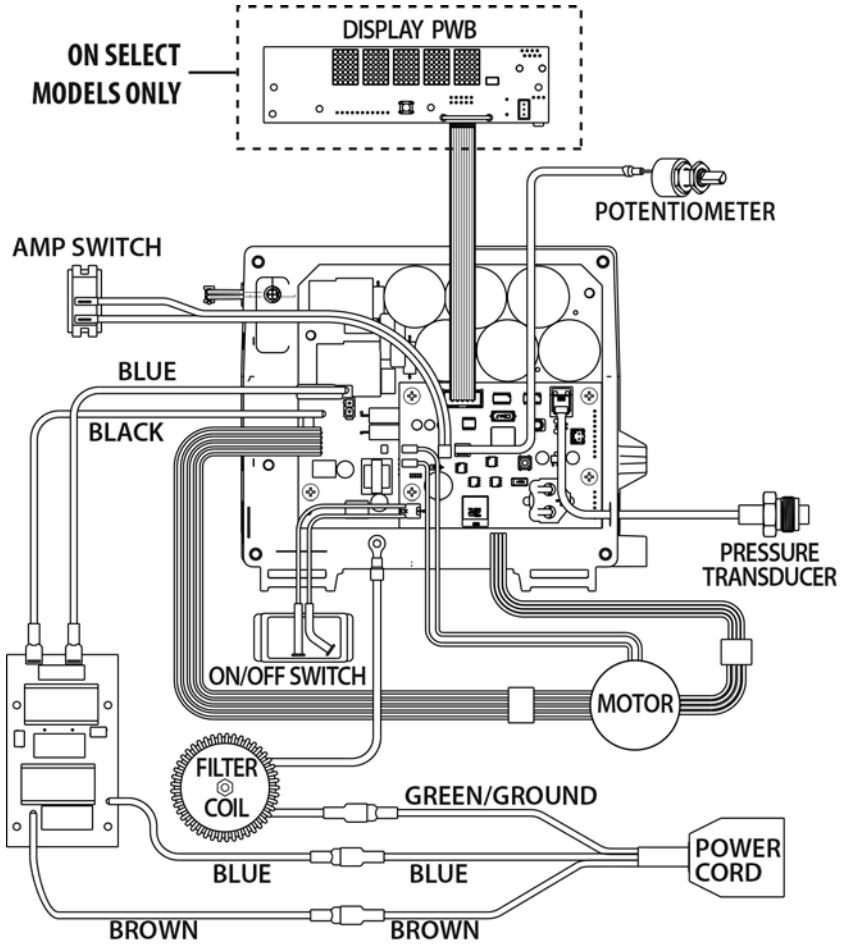 DISPLAY PWB
ON SELECT
MODELS ONLY
POTENTIOMETER
AMP SWITCH
BLUE
BLACK
PRESSURE
TRANSDUCER
ON/OFF SWITCH
MOTOR
FILTER
COIL
GREEN/GROUND
POWER
CORD
BLUE
BLUE
BROWN
BROWN